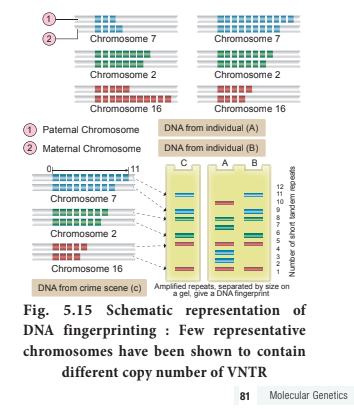 1
2
Chromosome 7
Chromosome 7
Chromosome 2
Chromosome 2
Chromosome 16
Chromosome 16
1 Paternal Chromosome
DNA from individual (A)
2 Maternal Chromosome
DNA from individual (B)
0 11
Chromosome 7
Chromosome 2
Chromosome 16
DNA from crime scene (c)
C A B
12
11
10
9
8
7
6
5
4
3
2
1
Number of short tandem repeats
Amplified repeats, separated by size on
a gel, give a DNA fingerprint
Fig. 5.15 Schematic representation of
DNA fingerprinting : Few representative
chromosomes have been shown to contain
different copy number of VNTR
81 Molecular Genetics